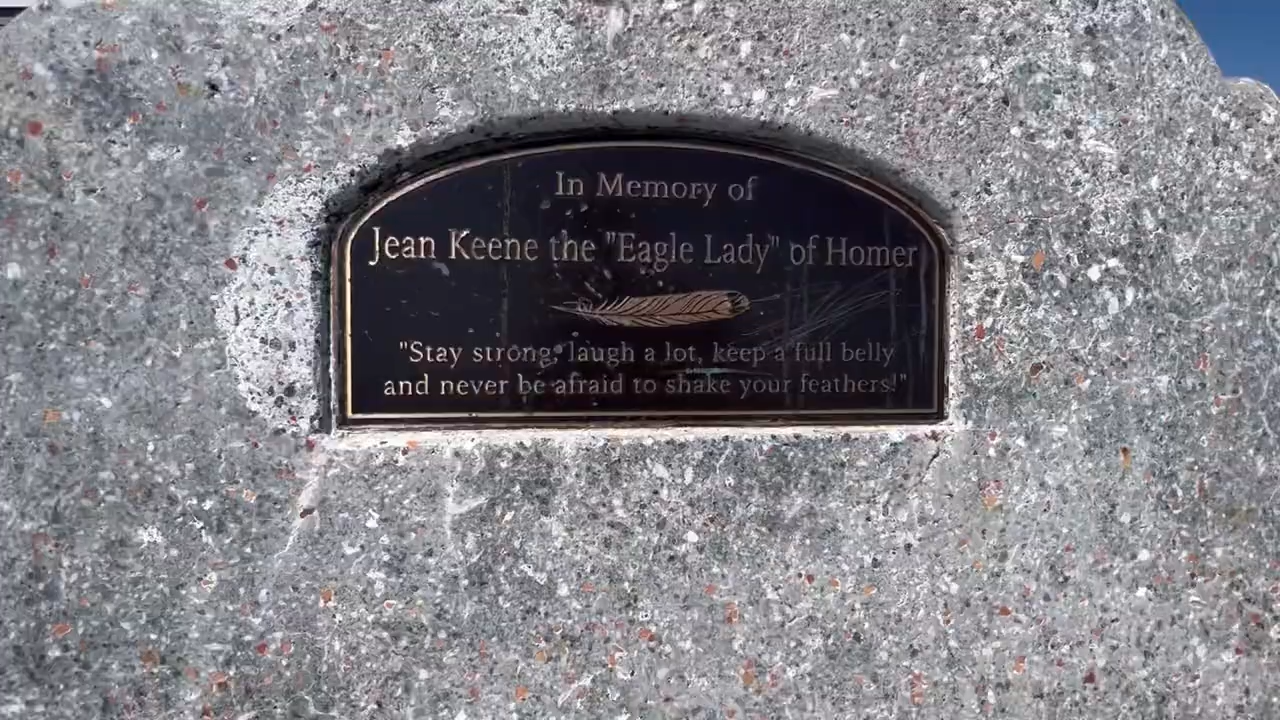 In Memory of
Jean Keene the "Eagle Lady" of Homer
"Stay strong, laugh a lot, keep a full belly
and never be afraid to shake your feathers!"